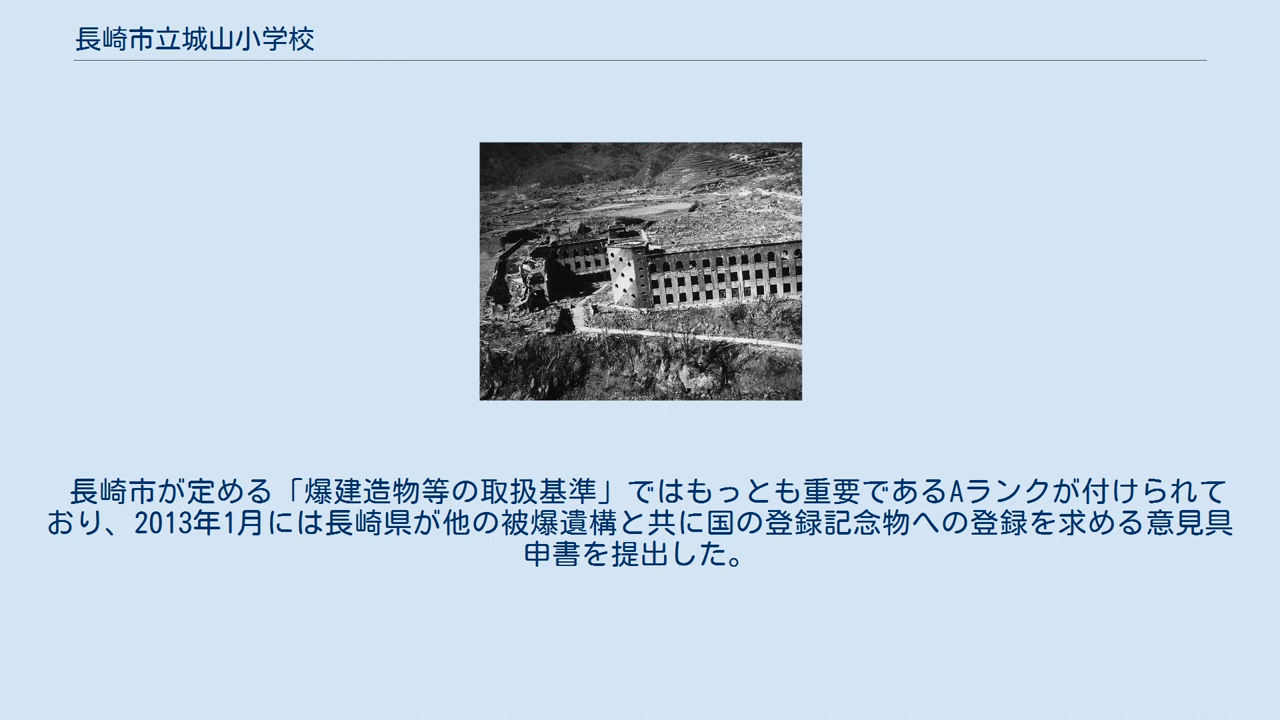 長崎市立城山小学校
長崎市が定める「爆建造物等の取扱基準」ではもっとも重要であるAランクが付けられて
おり、2013年1月には長崎県が他の被爆遺構と共に国の登録記念物への登録を求める意見具
申書を提出した。